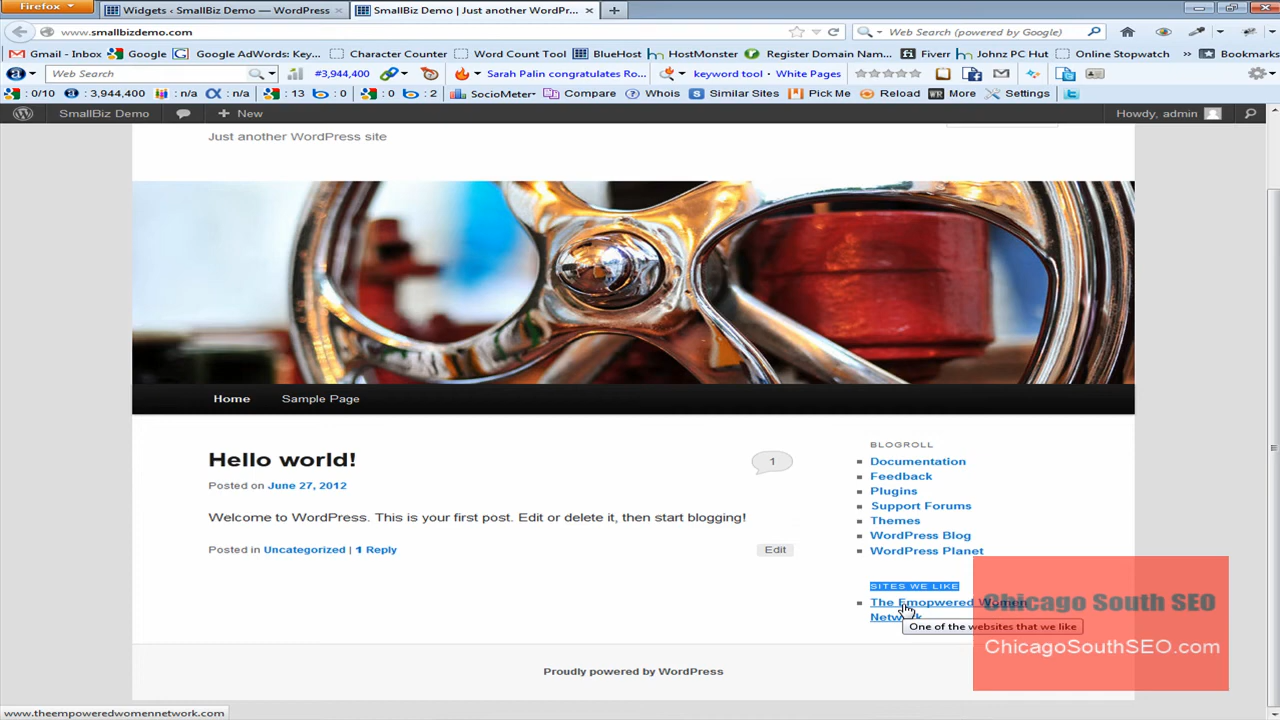 Firefox
Widgets ‹ SmallBiz Demo — WordPress
SmallBiz Demo | Just another WordPr...
www.smallbizdemo.com
Web Search (powered by Google)
Gmail - Inbox
Google
Google AdWorKey...
Character Counter
Word Count Tool
BlueHost
HostMonster
Register Domain Nam...
Fiverr
Johnz PC Hut
Online Stopwatch
»
Bookmarks
Web Search
#3,944,400
Sarah Palin congratulates Ro...
keyword tool - White Pages
: 0/10
: 3,944,400
: n/a
: n/a
: 13
: 0
: 0
: 2
SocioMeter
Compare
Whois
Similar Sites
Pick Me
Reload
More
Settings
SmallBiz Demo
+ New
Howdy, admin
Just another WordPress site
Home
Sample Page
Hello world!
1
Posted on June 27, 2012
Welcome to WordPress. This is your first post. Edit or delete it, then start blogging!
Posted in Uncategorized | 1 Reply
Edit
BLOGROLL
Documentation
Feedback
Plugins
Support Forums
Themes
WordPress Blog
WordPress Planet
SITES WE LIKE
The Emopwered Women
Network
One of the websites that we like
Chicago South SEO
ChicagoSouthSEO.com
Proudly powered by WordPress
www.theempoweredwomennetwork.com